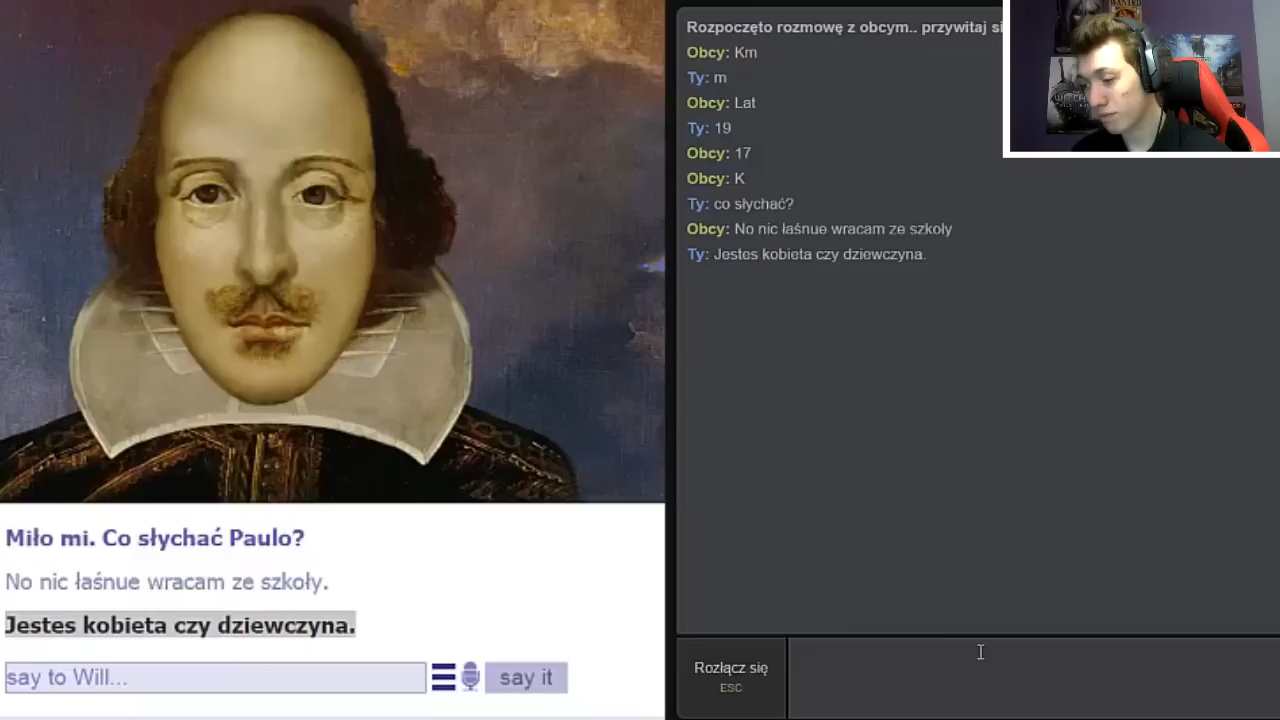 Miło mi. Co słychać Paulo?
No nic łaśnue wracam ze szkoły.
Jestes kobieta czy dziewczyna.
say to Will...
say it
Rozpoczęto rozmowę z obcym.. przywitaj si
Obcy: Km
Ty: m
Obcy: Lat
Ty: 19
Obcy: 17
Obcy: K
Ty: co słychać?
Obcy: No nic łaśnue wracam ze szkoły
Ty: Jestes kobieta czy dziewczyna.
Rozłącz się
ESC
WANTED